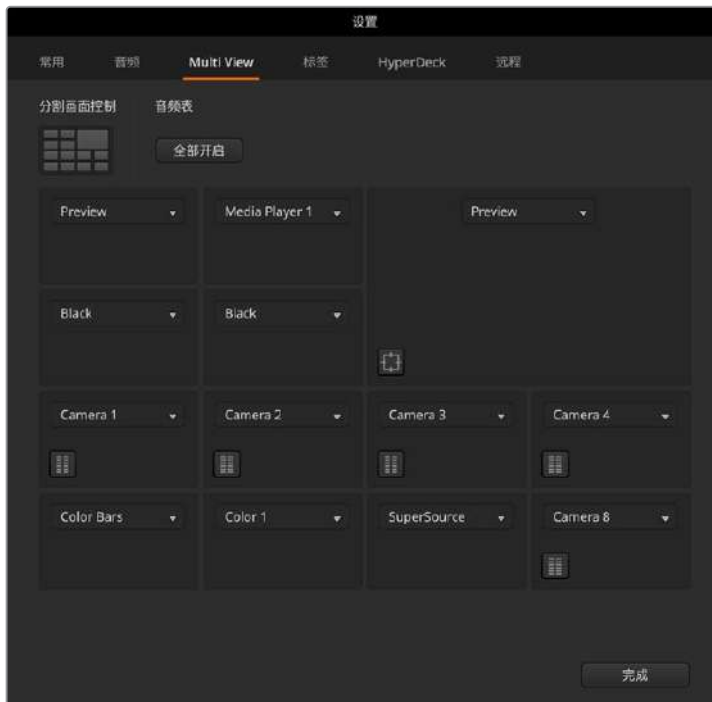 设置
常用 音频 Multi View 标签 HyperDeck 远程
分割画面控制 音频表
全部开启
Preview Media Player 1 Preview
Black Black
Camera 1 Camera 2 Camera 3 Camera 4
Color Bars Color 1 SuperSource Camera 8
完成